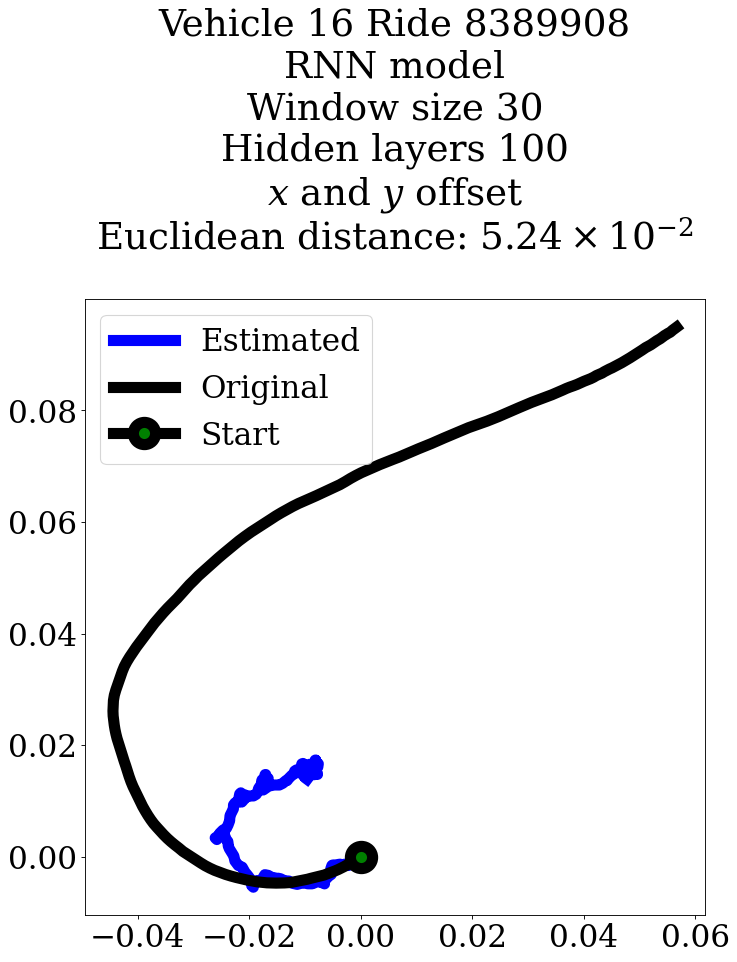 Vehicle 16 Ride 8389908
RNN model
Window size 30
Hidden layers 100
x and y offset
Euclidean distance: 5.24 × 10⁻²
Estimated
Original
Start
0.08
0.06
0.04
0.02
0.00
−0.04 −0.02 0.00 0.02 0.04 0.06